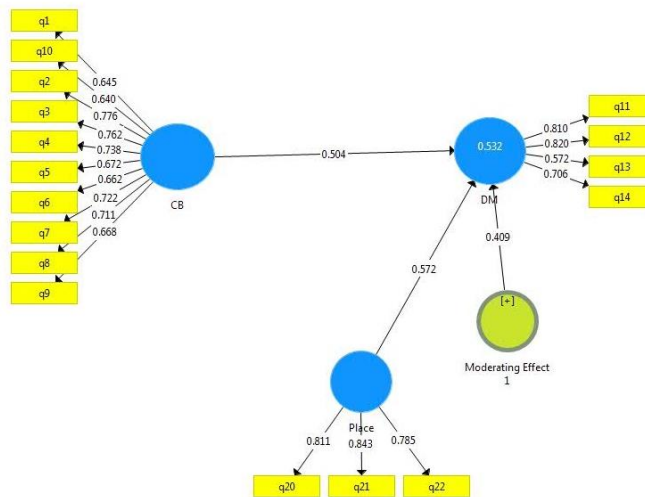 q1
q10
q2
q3
q4
q5
q6
q7
q8
q9
0.645
0.640
0.776
0.762
0.738
0.672
0.662
0.722
0.711
0.668
CB
0.504
0.532
DM
0.810
0.820
0.572
0.706
q11
q12
q13
q14
0.409
0.572
[+]
Moderating Effect
1
Place
0.811
0.843
0.785
q20
q21
q22